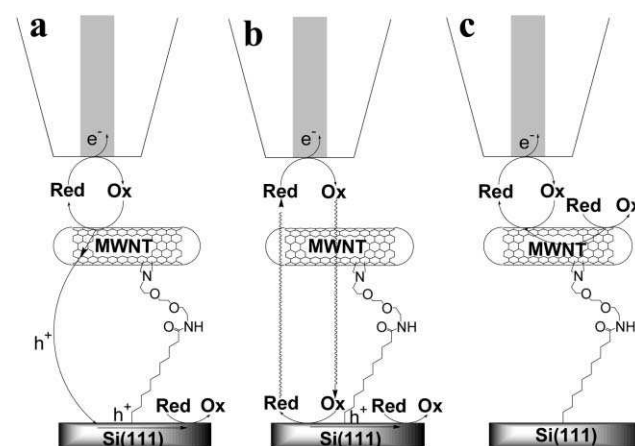 a
e-
Red Ox
MWNT
N
O
O
O NH
h+
h+ Red Ox
Si(111)
b
e-
Red Ox
MWNT
N
O
O
O NH
Red Ox h+ Red Ox
Si(111)
c
e-
Red Ox
Red Ox
MWNT
N
O
O
O NH
Si(111)